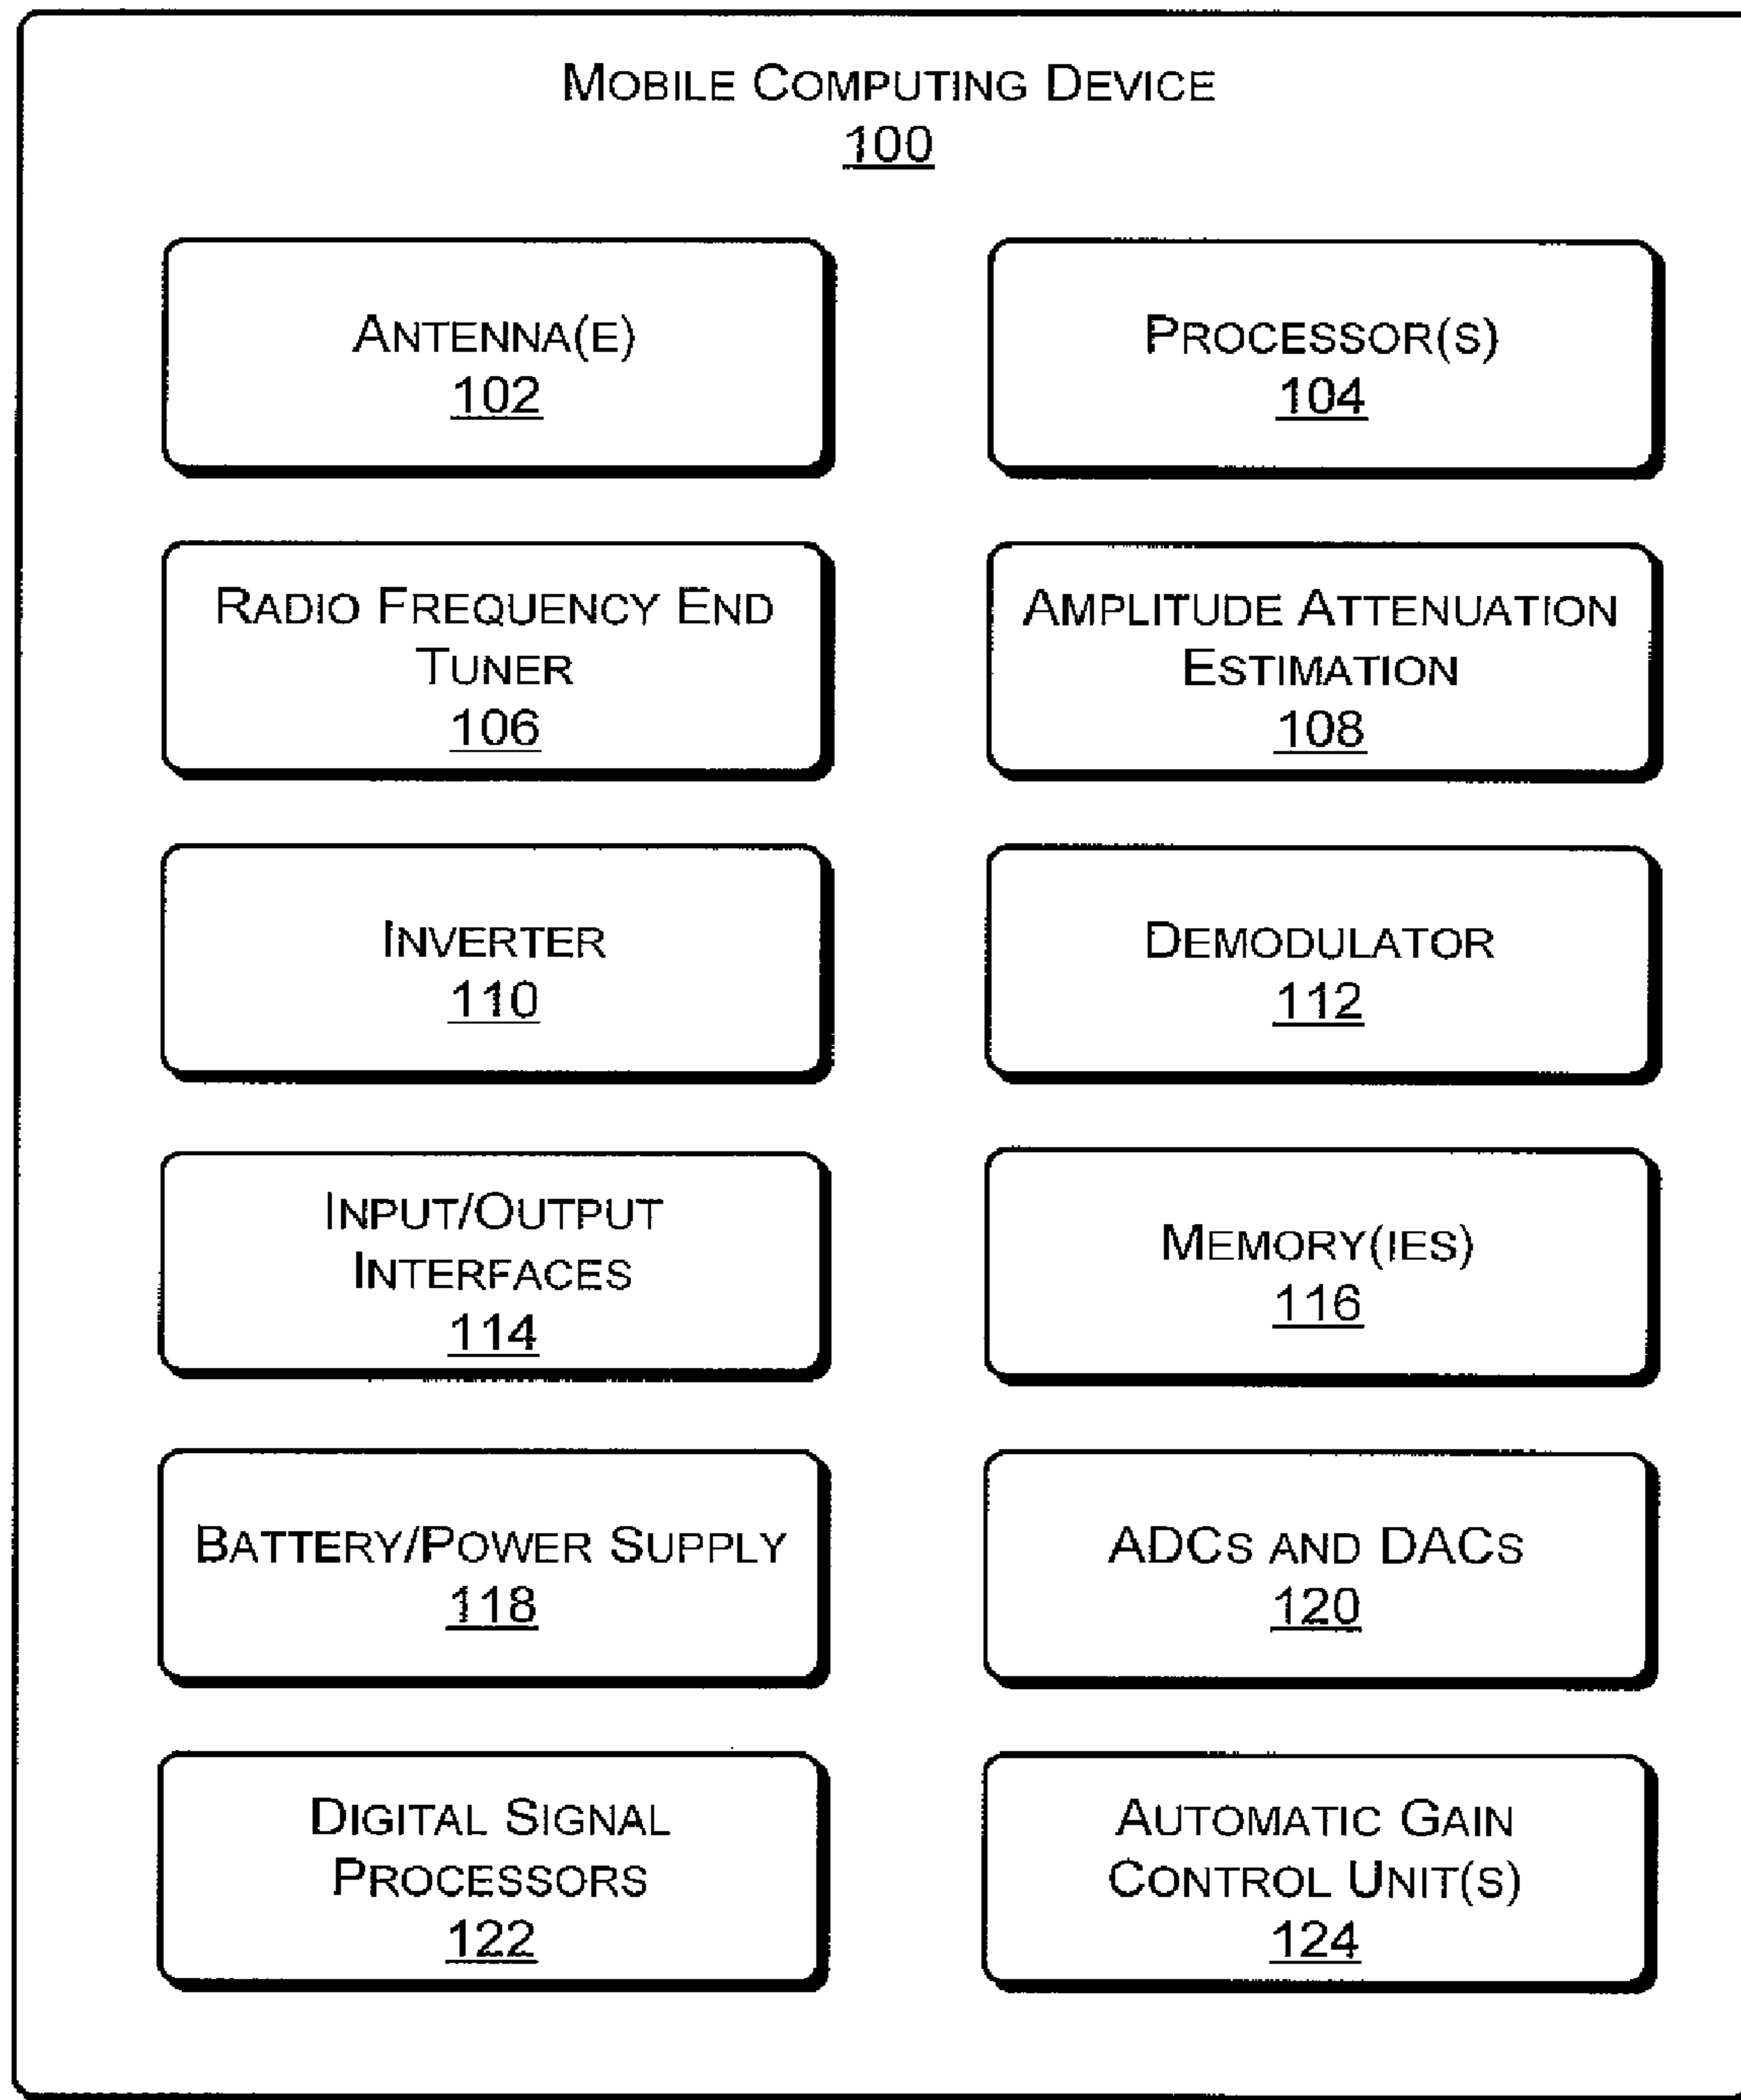 MOBILE COMPUTING DEVICE
100
ANTENNA(E)
102
PROCESSOR(S)
104
RADIO FREQUENCY END
TUNER
106
AMPLITUDE ATTENUATION
ESTIMATION
108
INVERTER
110
DEMODULATOR
112
INPUT/OUTPUT
INTERFACES
114
MEMORY(IES)
116
BATTERY/POWER SUPPLY
118
ADCS AND DACS
120
DIGITAL SIGNAL
PROCESSORS
122
AUTOMATIC GAIN
CONTROL UNIT(S)
124